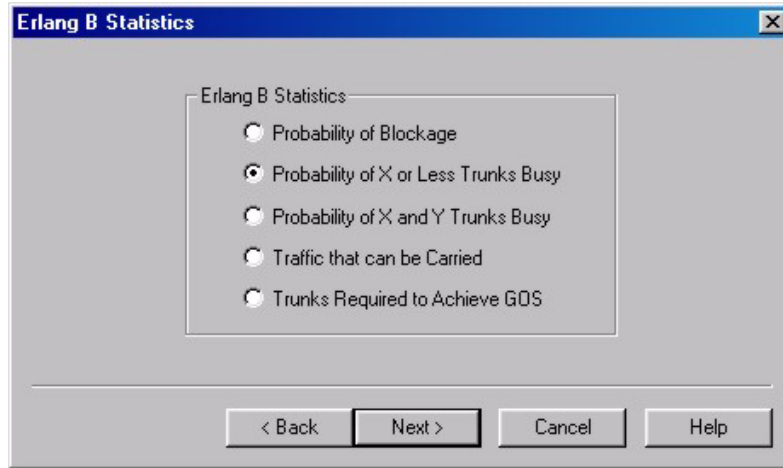 Erlang B Statistics
Erlang B Statistics
Probability of Blockage
Probability of X or Less Trunks Busy
Probability of X and Y Trunks Busy
Traffic that can be Carried
Trunks Required to Achieve GOS
< Back Next > Cancel Help